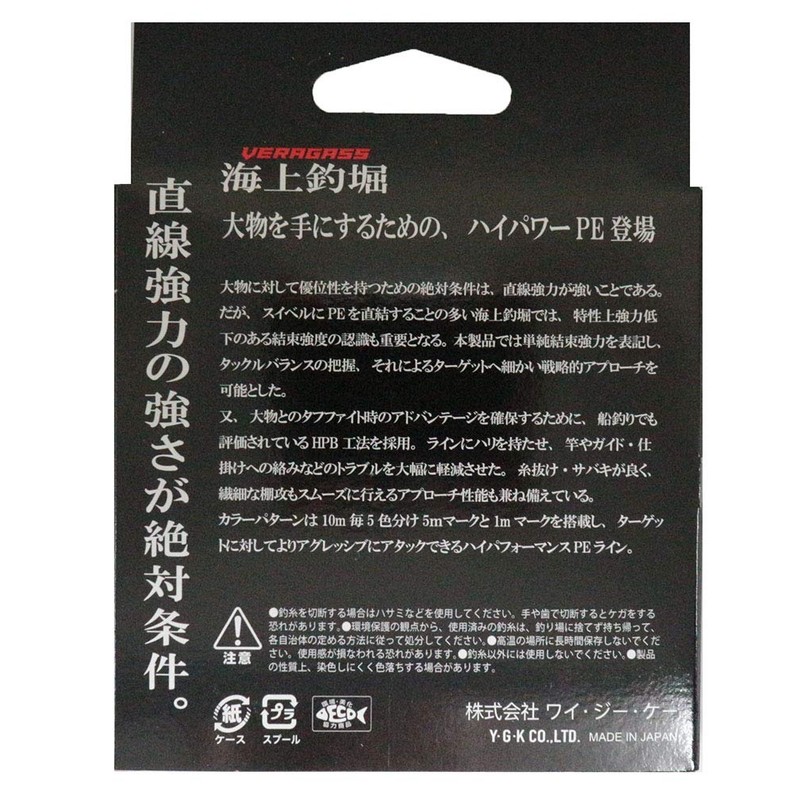 VERAGASS
海上釣堀
大物を手にするための、ハイパワーPE登場
直線強力の強さが絶対条件。
大物に対して優位性を持つための絶対条件は、直線強力が強いことである。
だが、スイベルにPEを直結することの多い海上釣堀では、特性上強力低
下のある結束強度の認識も重要となる。本製品では単純結束強力を表記し、
タックルバランスの把握、それによるターゲットへ細かい戦略的アプローチを
可能とした。
又、大物とのタフファイト時のアドバンテージを確保するために、船釣りでも
評価されているHPB工法を採用。ラインにハリを持たせ、竿やガイド・仕
掛けへの絡みなどのトラブルを大幅に軽減させた。糸抜け・サバキが良く、
繊細な棚攻もスムーズに行えるアプローチ性能も兼ね備えている。
カラーパターンは10m毎5色分け5mマークと1mマークを搭載し、ターゲッ
トに対してよりアグレッシブにアタックできるハイパフォーマンスPEライン。
注意
●釣糸を切断する場合はハサミなどを使用してください。手や歯で切断するとケガをする
恐れがあります。●環境保護の観点から、使用済みの釣糸は、釣り場に捨てず持ち帰って、
各自治体の定める方法に従って処分してください。●高温の場所に長時間保存しないでくだ
さい。使用感が損なわれる恐れがあります。●釣糸以外には使用しないでください。●製品
の性質上、染色しにくく色落ちする場合があります。
紙
ケース
プラ
スプール
環境・美化
ECO
協力商品
株式会社 ワイ・ジー・ケー
Y・G・K CO.,LTD. MADE IN JAPAN